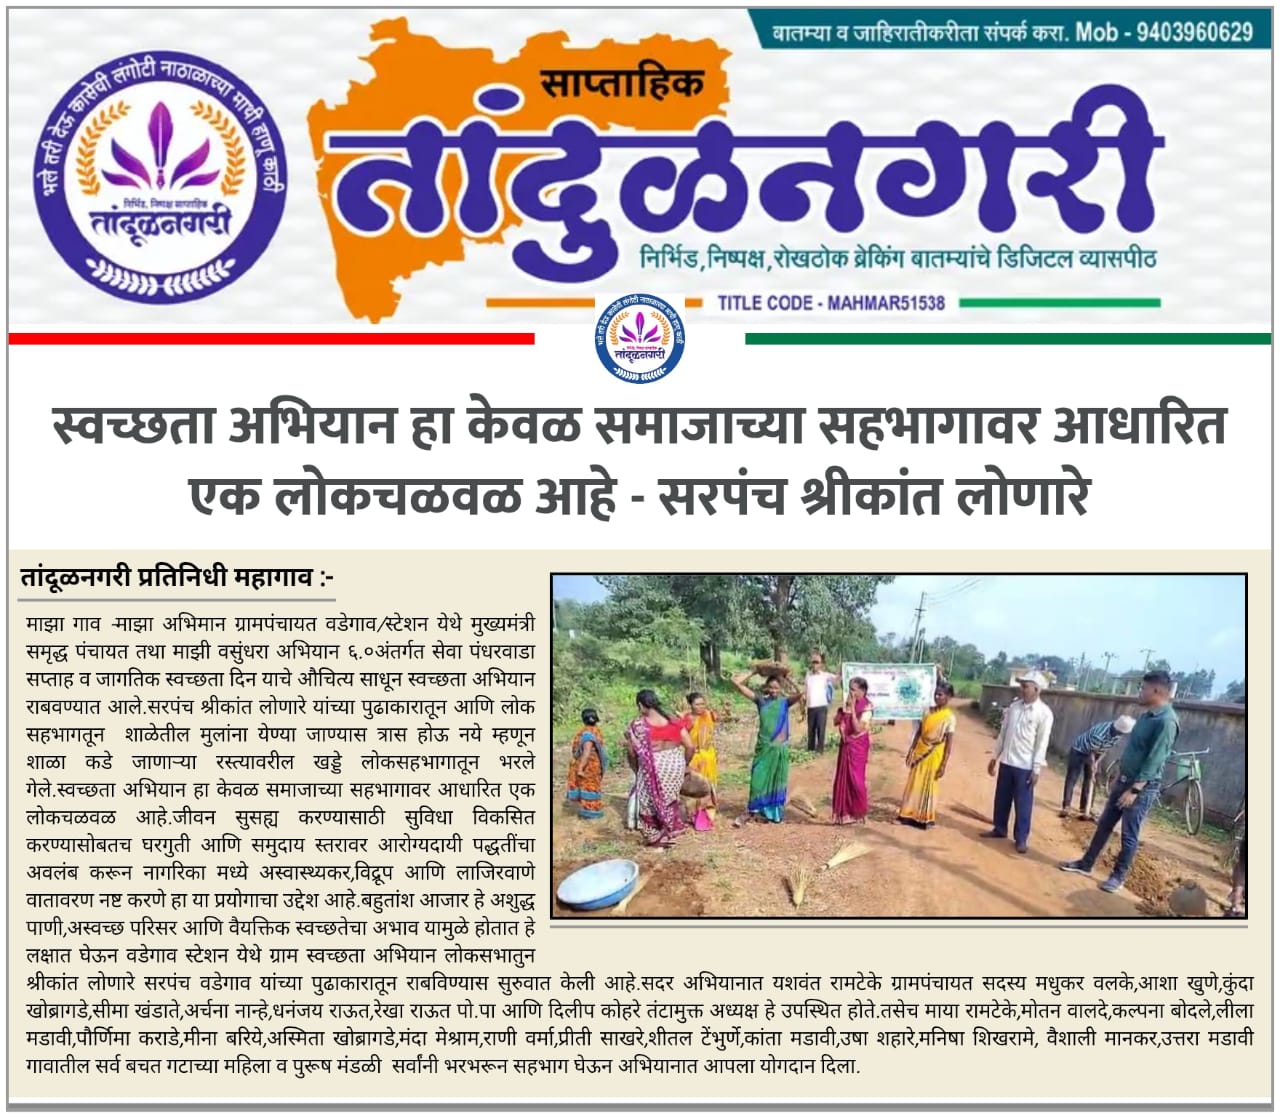 बातम्या व जाहिरातीकरीता संपर्क करा. Mob - 9403960629
भले तरी देऊ कासेची लंगोटी नाठाळाच्या माथी हाणू काठी
निर्भिड, निष्पक्ष साप्ताहिक
तांदूळनगरी
साप्ताहिक
तांदुळनगरी
निर्भिड,निष्पक्ष,रोखठोक ब्रेकिंग बातम्यांचे डिजिटल व्यासपीठ
TITLE CODE - MAHMAR51538
भले तरी देऊ कासेची लंगोटी नाठाळाच्या माथी हाणू काठी
तांदूळनगरी
स्वच्छता अभियान हा केवळ समाजाच्या सहभागावर आधारित
एक लोकचळवळ आहे - सरपंच श्रीकांत लोणारे
तांदूळनगरी प्रतिनिधी महागाव :-
माझा गाव -माझा अभिमान ग्रामपंचायत वडेगाव/स्टेशन येथे मुख्यमंत्री
समृद्ध पंचायत तथा माझी वसुंधरा अभियान ६.०अंतर्गत सेवा पंधरवाडा
सप्ताह व जागतिक स्वच्छता दिन याचे औचित्य साधून स्वच्छता अभियान
राबवण्यात आले.सरपंच श्रीकांत लोणारे यांच्या पुढाकारातून आणि लोक
सहभागतून शाळेतील मुलांना येण्या जाण्यास त्रास होऊ नये म्हणून
शाळा कडे जाणाऱ्या रस्त्यावरील खड्डे लोकसहभागातून भरले
गेले.स्वच्छता अभियान हा केवळ समाजाच्या सहभागावर आधारित एक
लोकचळवळ आहे.जीवन सुसह्य करण्यासाठी सुविधा विकसित
करण्यासोबतच घरगुती आणि समुदाय स्तरावर आरोग्यदायी पद्धतींचा
अवलंब करून नागरिका मध्ये अस्वास्थ्यकर,विद्रूप आणि लाजिरवाणे
वातावरण नष्ट करणे हा या प्रयोगाचा उद्देश आहे.बहुतांश आजार हे अशुद्ध
पाणी,अस्वच्छ परिसर आणि वैयक्तिक स्वच्छतेचा अभाव यामुळे होतात हे
लक्षात घेऊन वडेगाव स्टेशन येथे ग्राम स्वच्छता अभियान लोकसभातुन
श्रीकांत लोणारे सरपंच वडेगाव यांच्या पुढाकारातून राबविण्यास सुरुवात केली आहे.सदर अभियानात यशवंत रामटेके ग्रामपंचायत सदस्य मधुकर वलके,आशा खुणे,कुंदा
खोब्रागडे,सीमा खंडाते,अर्चना नान्हे,धनंजय राऊत,रेखा राऊत पो.पा आणि दिलीप कोहरे तंटामुक्त अध्यक्ष हे उपस्थित होते.तसेच माया रामटेके,मोतन वालदे,कल्पना बोदले,लीला
मडावी,पौर्णिमा कराडे,मीना बरिये,अस्मिता खोब्रागडे,मंदा मेश्राम,राणी वर्मा,प्रीती साखरे,शीतल टेंभुर्णे,कांता मडावी,उषा शहारे,मनिषा शिखरामे, वैशाली मानकर,उत्तरा मडावी
गावातील सर्व बचत गटाच्या महिला व पुरूष मंडळी सर्वांनी भरभरून सहभाग घेऊन अभियानात आपला योगदान दिला.